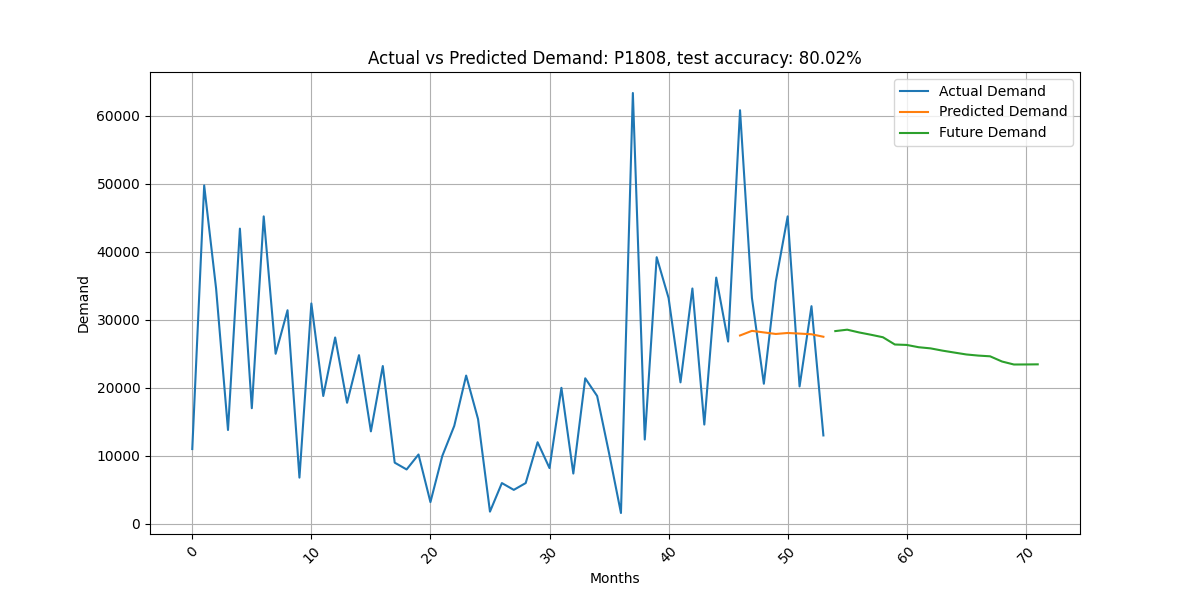 Actual vs Predicted Demand: P1808, test accuracy: 80.02%
Actual Demand
Predicted Demand
Future Demand
Demand
60000
50000
40000
30000
20000
10000
0
0
10
20
30
40
50
60
70
Months